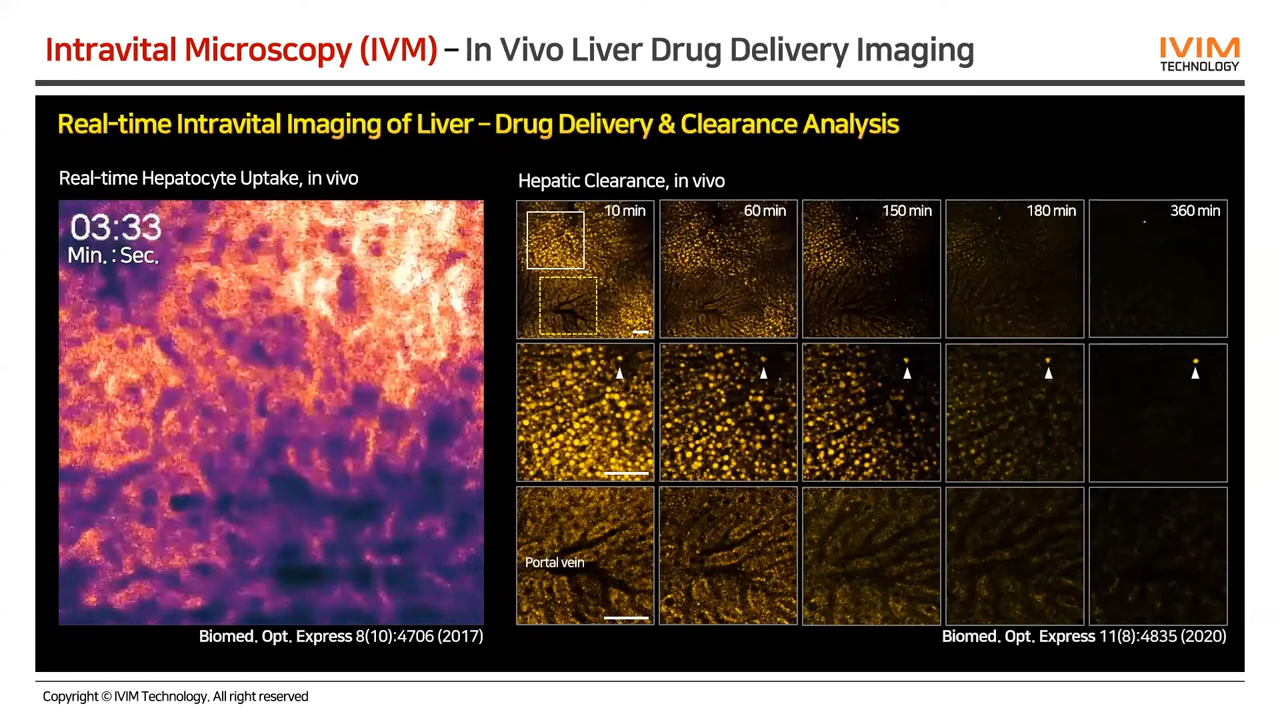 Intravital Microscopy (IVM) – In Vivo Liver Drug Delivery Imaging
IVIM
TECHNOLOGY
Real-time Intravital Imaging of Liver – Drug Delivery & Clearance Analysis
Real-time Hepatocyte Uptake, in vivo
03:33
Min. : Sec.
Hepatic Clearance, in vivo
10 min
60 min
150 min
180 min
360 min
Portal vein
Biomed. Opt. Express 8(10):4706 (2017)
Biomed. Opt. Express 11(8):4835 (2020)
Copyright © IVIM Technology. All right reserved